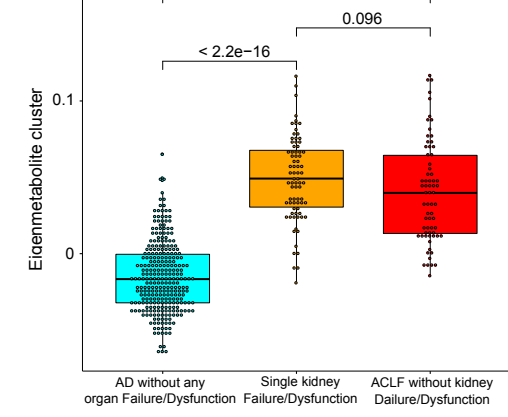 0.096
< 2.2e−16
0.1
0
Eigenmetabolite cluster
AD without any
organ Failure/Dysfunction
Single kidney
Failure/Dysfunction
ACLF without kidney
Dailure/Dysfunction